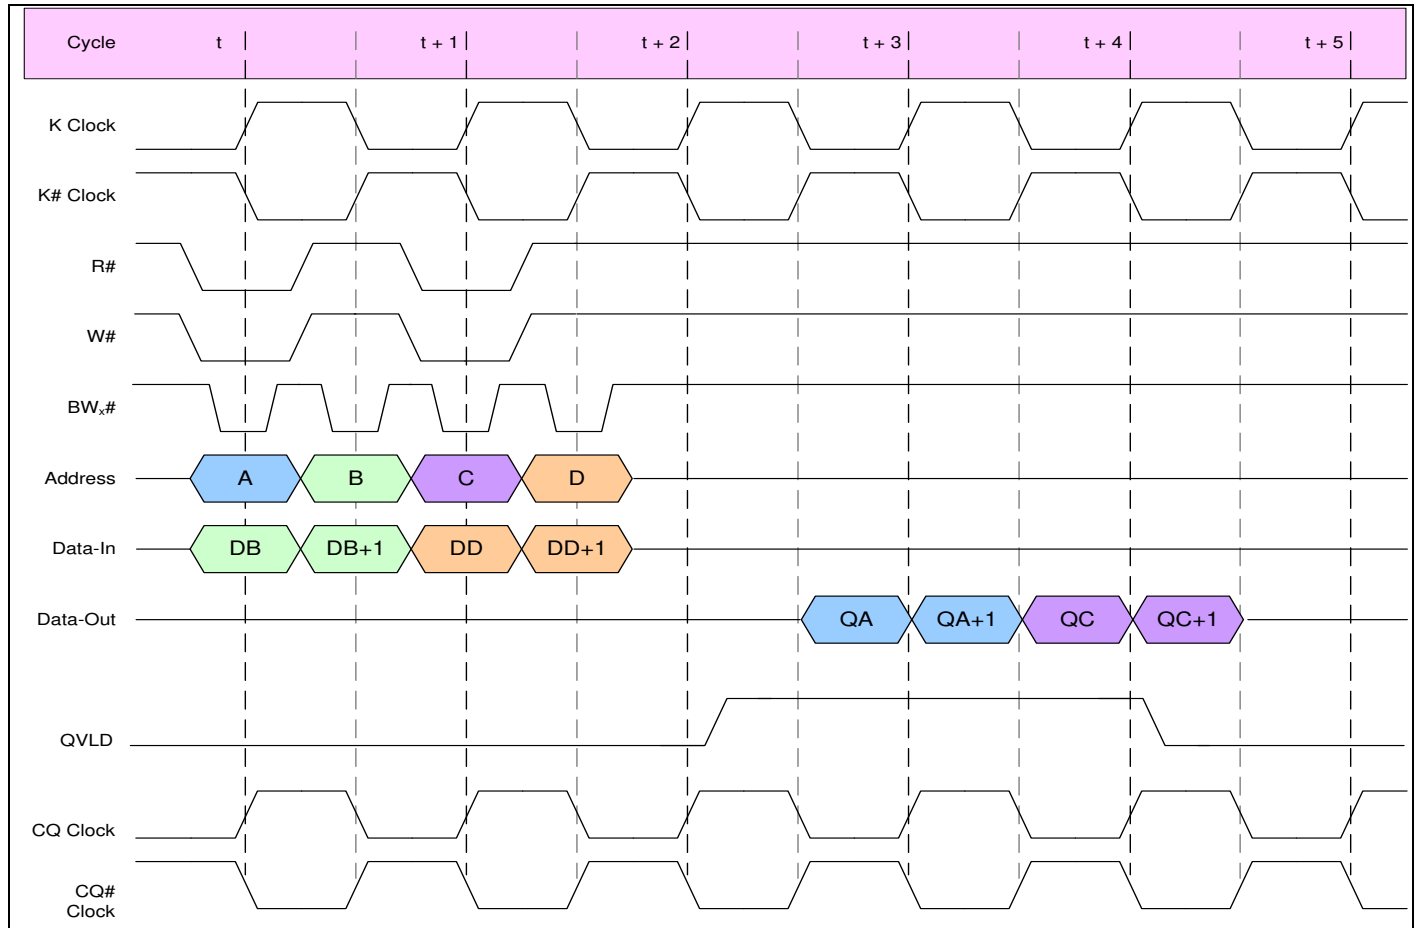 Cycle t t + 1 t + 2 t + 3 t + 4 t + 5
K Clock
K# Clock
R#
W#
BWx#
Address A B C D
Data-In DB DB+1 DD DD+1
Data-Out QA QA+1 QC QC+1
QVLD
CQ Clock
CQ#
Clock